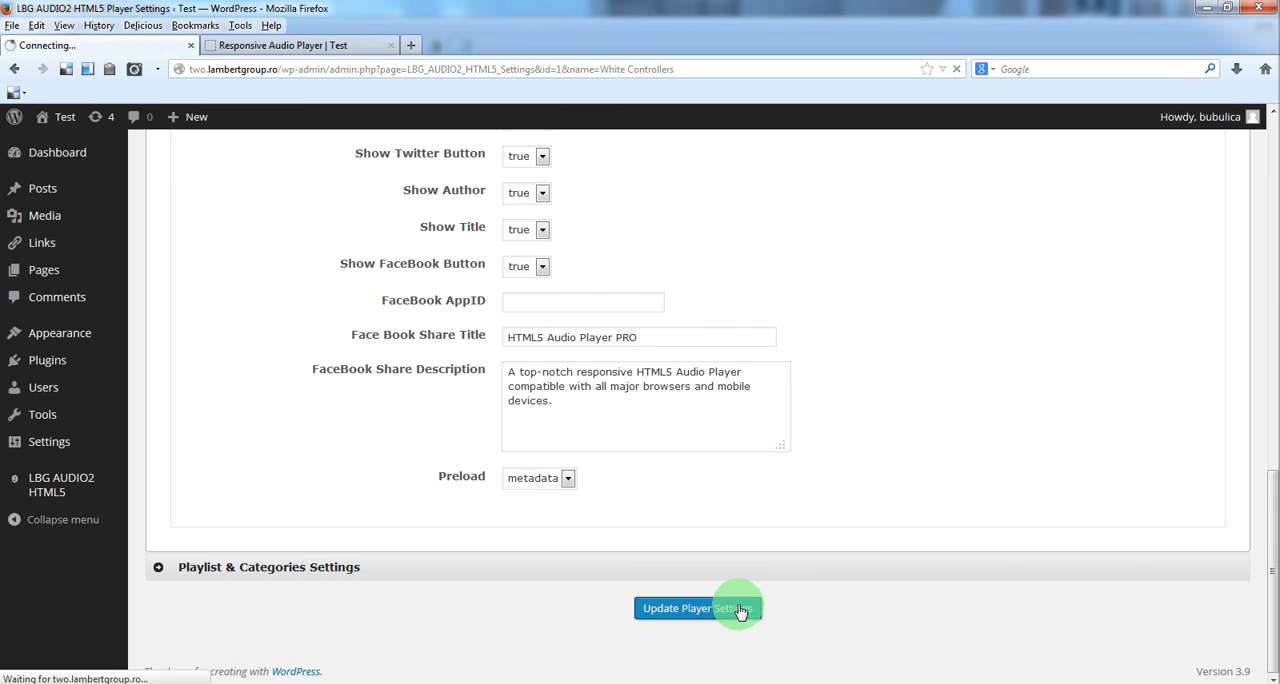 LBG AUDIO2 HTML5 Player Settings ‹ Test — WordPress - Mozilla Firefox
File Edit View History Delicious Bookmarks Tools Help
Connecting...
Responsive Audio Player | Test
two.lambertgroup.ro/wp-admin/admin.php?page=LBG_AUDIO2_HTML5_Settings&id=1&name=White Controllers
Google
Test 4 0 New
Howdy, bubulica
Dashboard
Posts
Media
Links
Pages
Comments
Appearance
Plugins
Users
Tools
Settings
LBG AUDIO2
HTML5
Collapse menu
Show Twitter Button true
Show Author true
Show Title true
Show FaceBook Button true
FaceBook AppID
Face Book Share Title HTML5 Audio Player PRO
FaceBook Share Description A top-notch responsive HTML5 Audio Player
compatible with all major browsers and mobile
devices.
Preload metadata
Playlist & Categories Settings
Update Player Settings
creating with WordPress.
Version 3.9
Waiting for two.lambertgroup.ro...